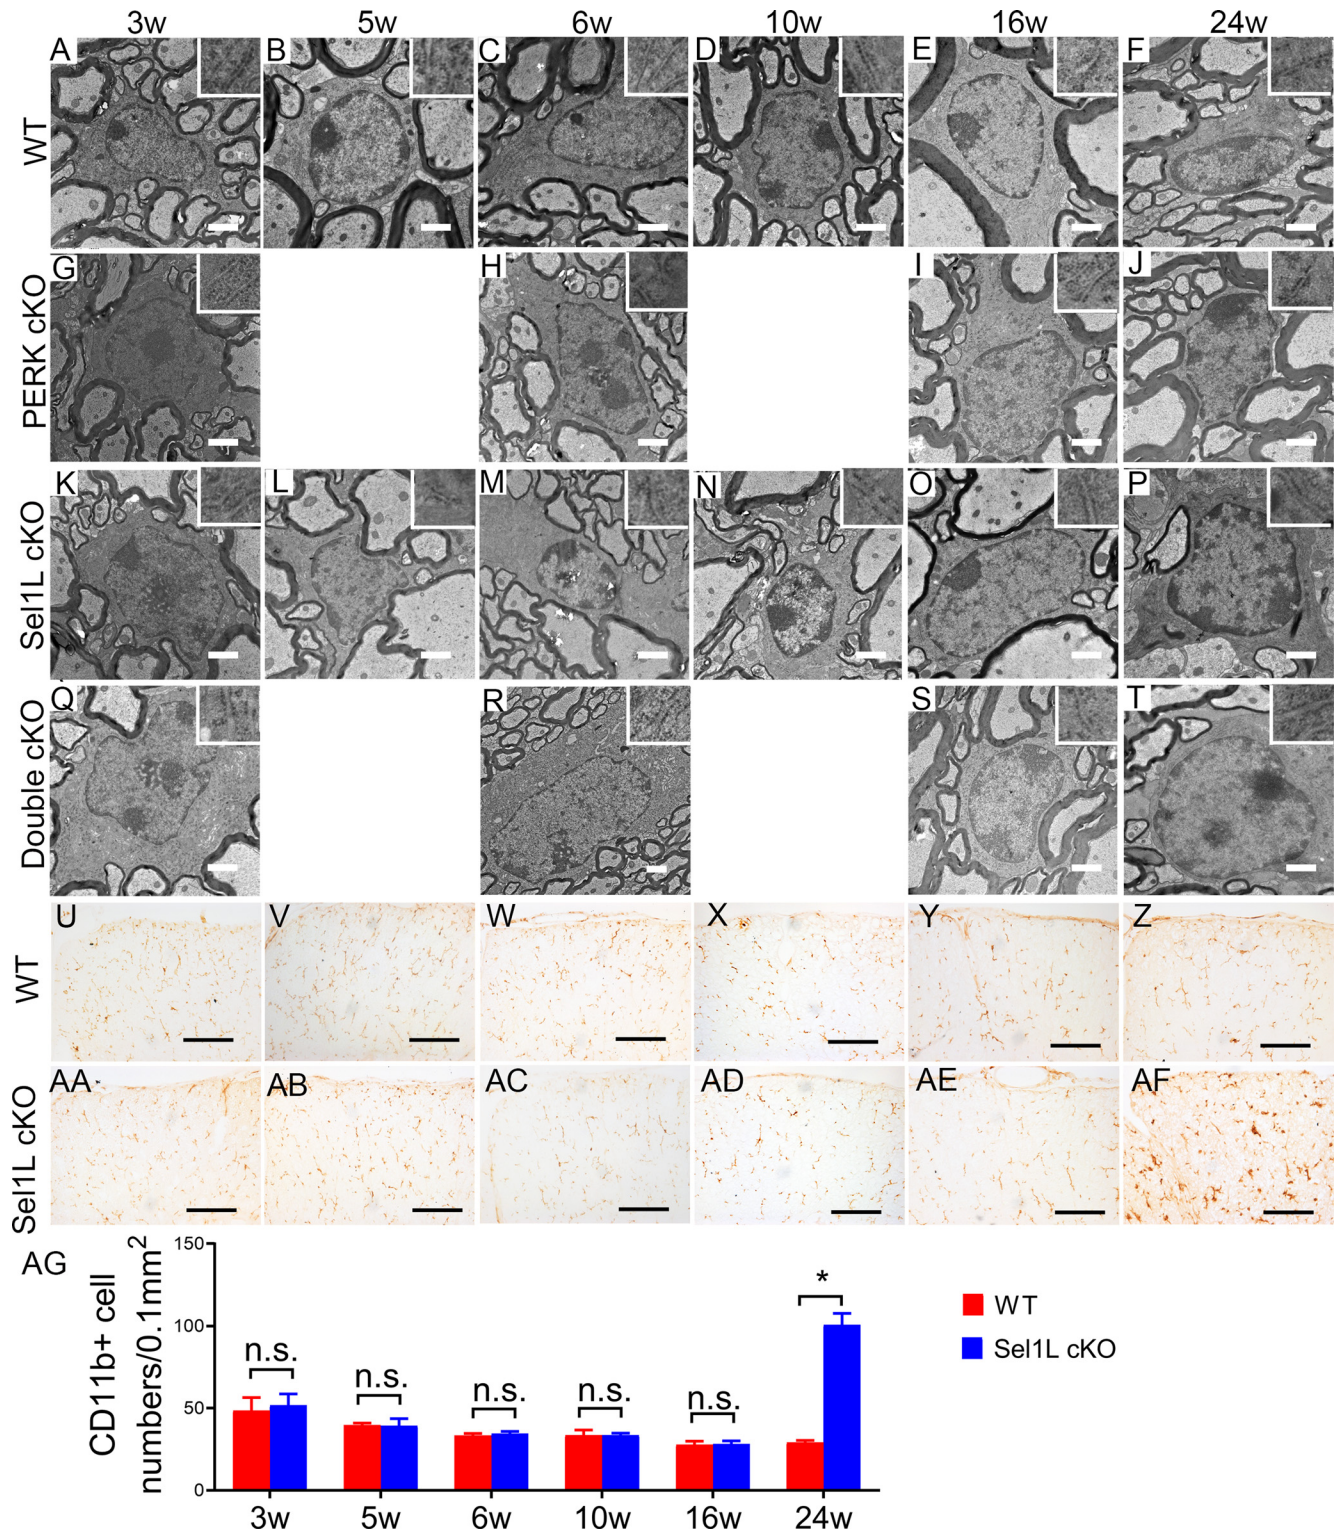 3w 5w 6w 10w 16w 24w
WT
A B C D E F
PERK cKO
G H I J
Sel1L cKO
K L M N O P
Double cKO
Q R S T
WT
U V W X Y Z
Sel1L cKO
AA AB AC AD AE AF
AG
CD11b+ cell
numbers/0.1mm²
150
100
50
0
n.s. n.s. n.s. n.s. n.s. *
3w 5w 6w 10w 16w 24w
WT
Sel1L cKO